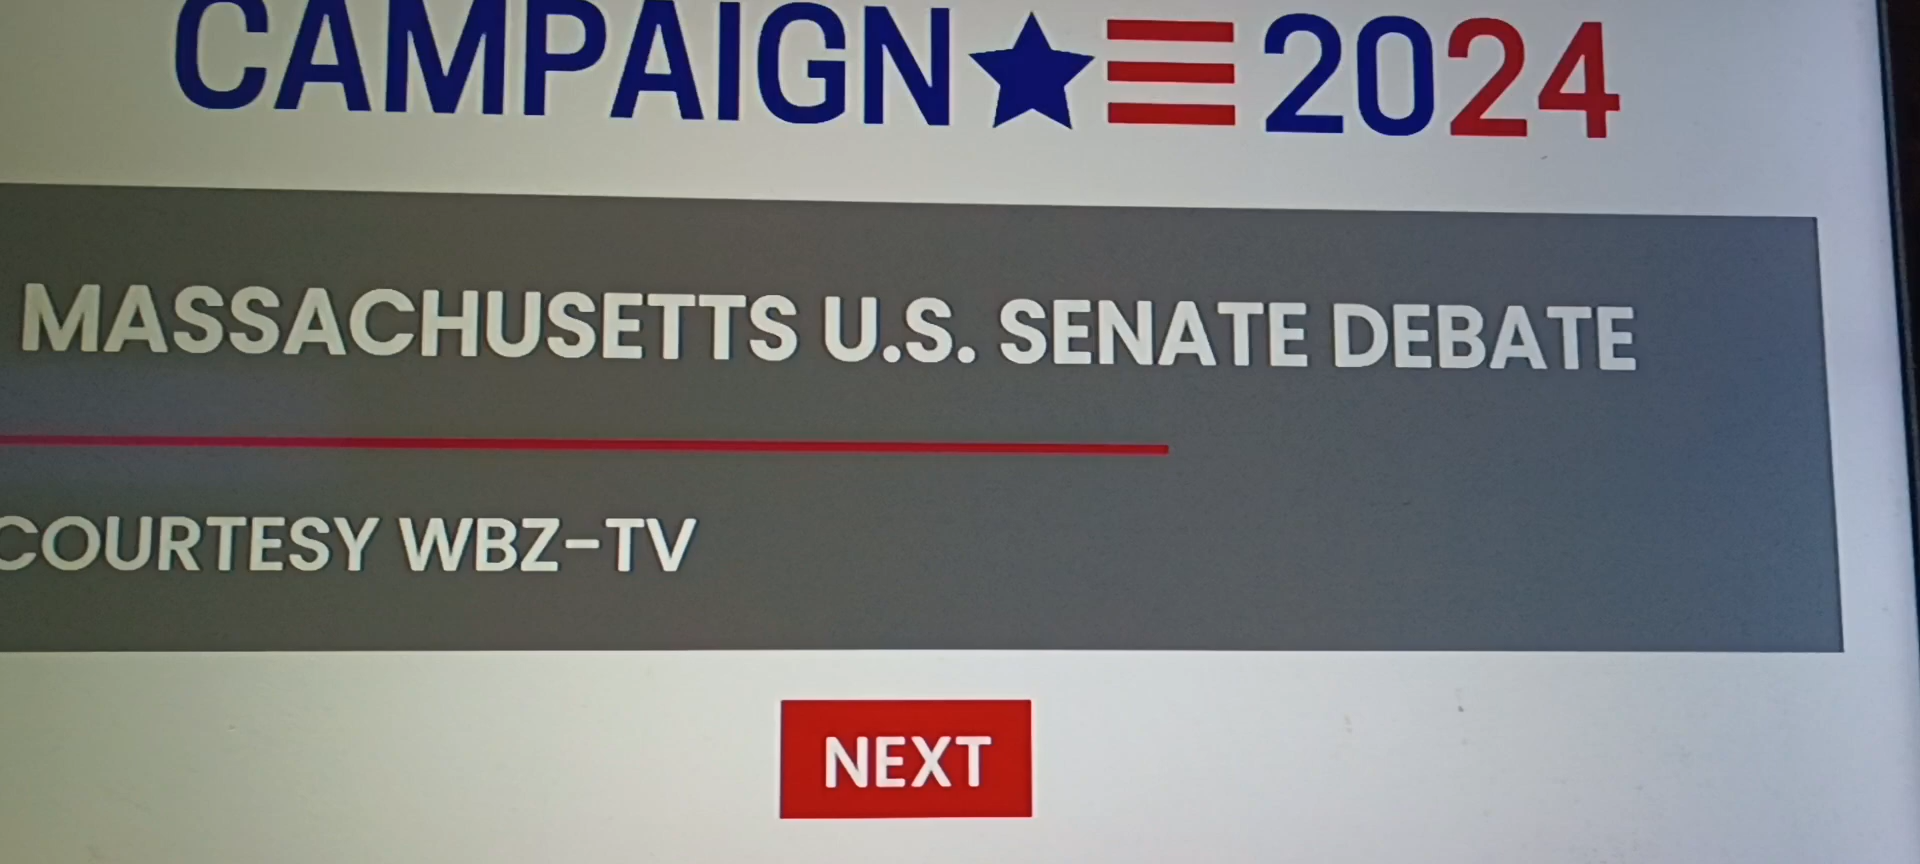 CAMPAIGN 2024
MASSACHUSETTS U.S. SENATE DEBATE
COURTESY WBZ-TV
NEXT